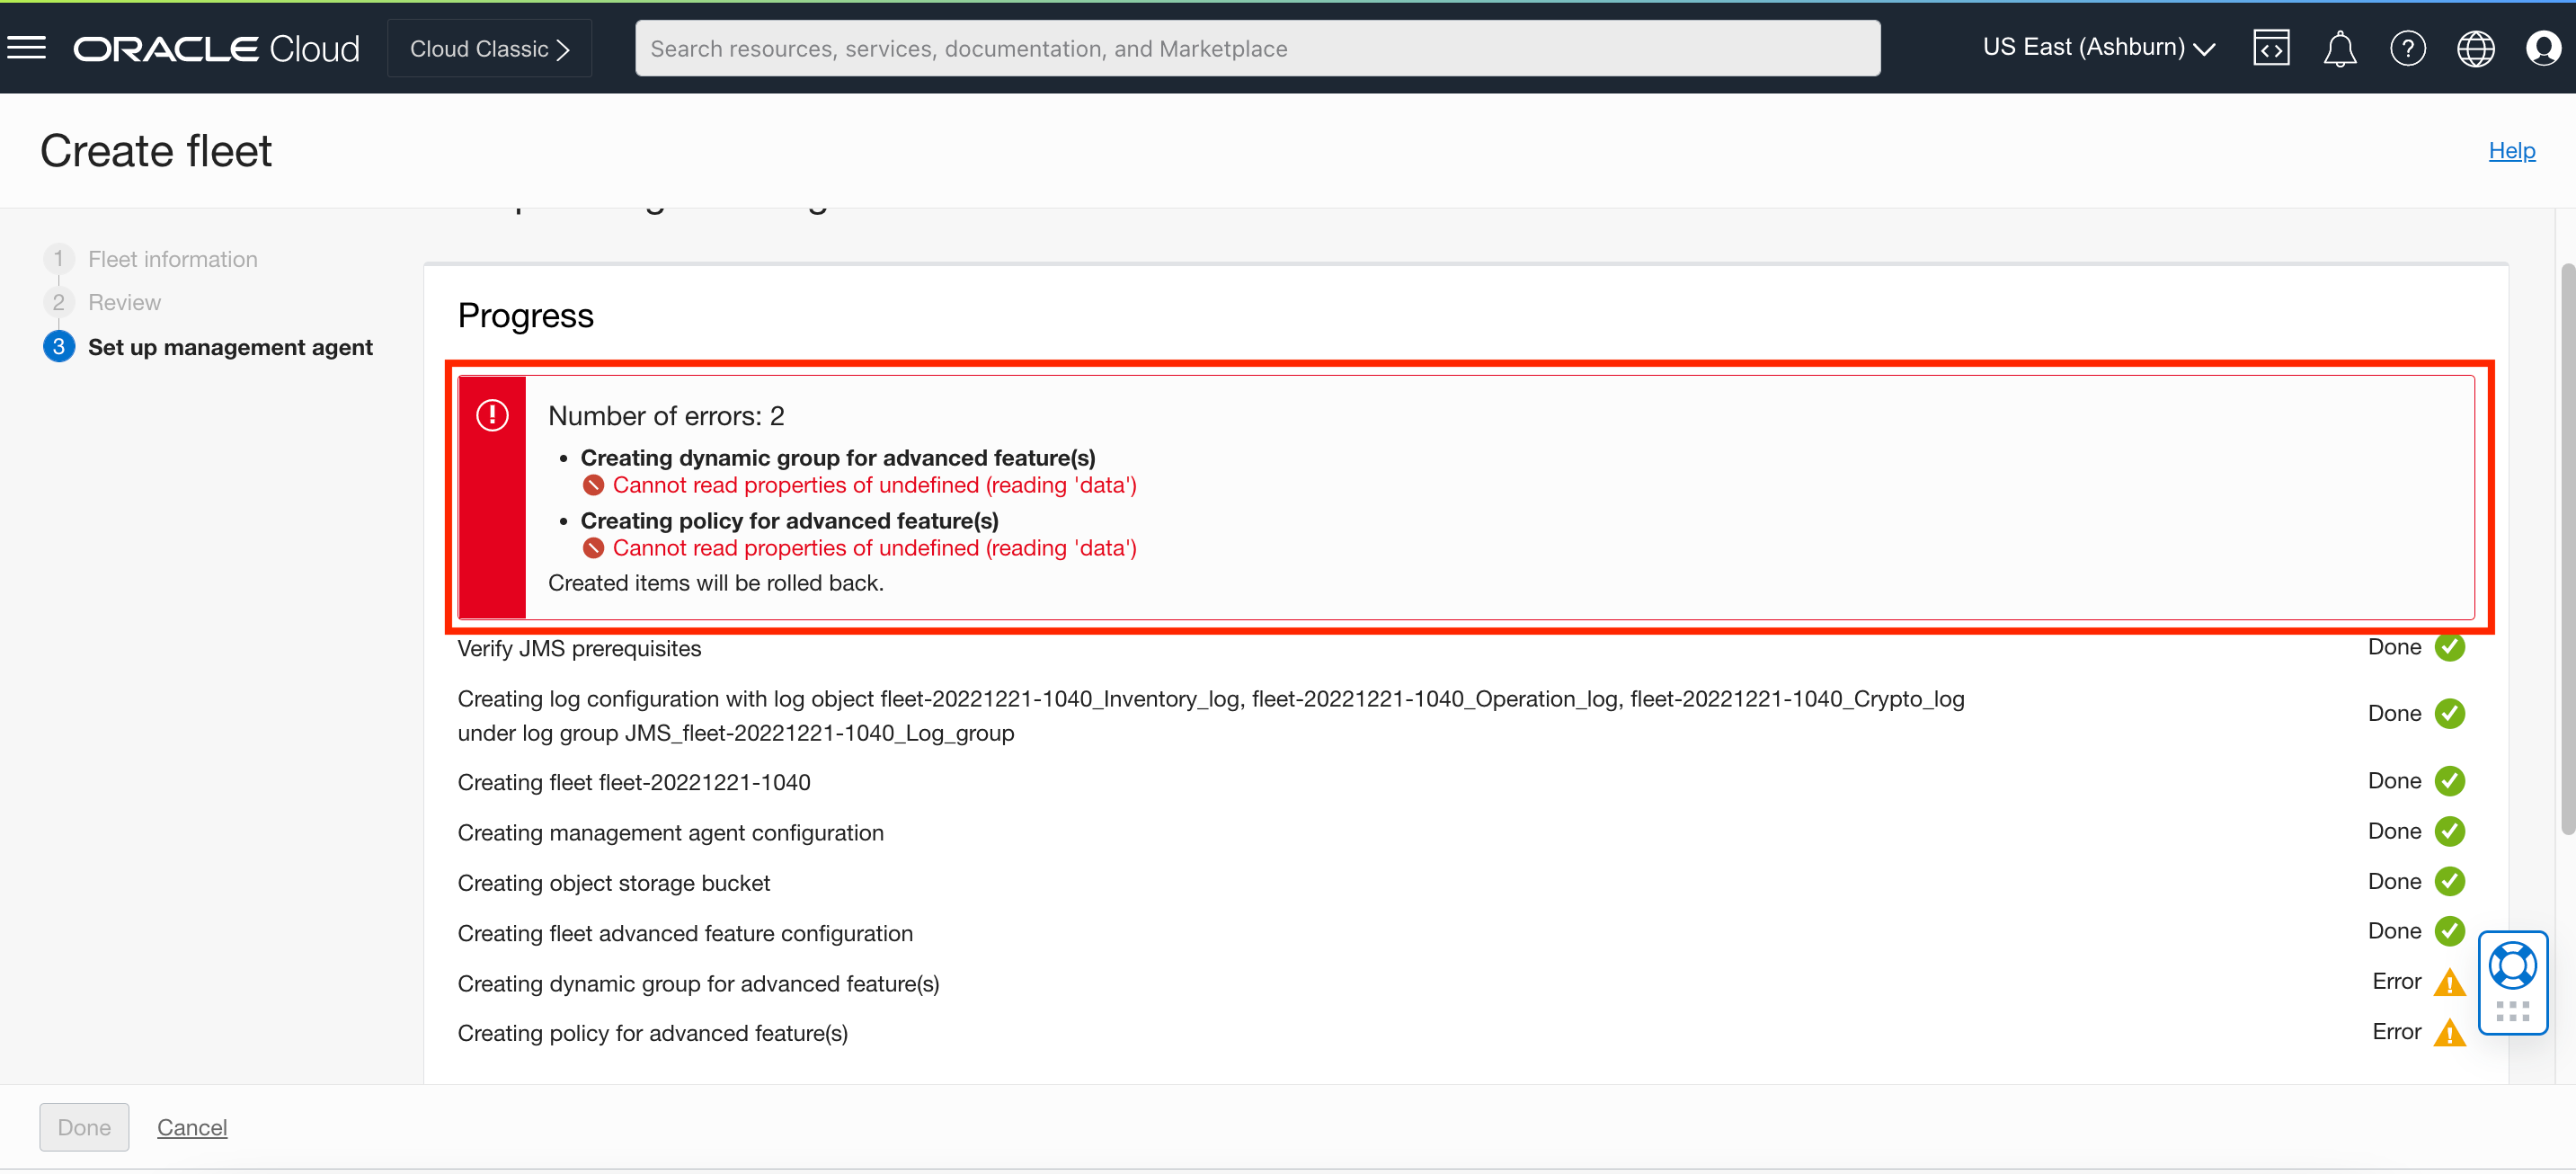 ORACLE Cloud
Cloud Classic
Search resources, services, documentation, and Marketplace
US East (Ashburn)
Create fleet
Help
1 Fleet information
2 Review
3 Set up management agent
Progress
Number of errors: 2
• Creating dynamic group for advanced feature(s)
Cannot read properties of undefined (reading 'data')
• Creating policy for advanced feature(s)
Cannot read properties of undefined (reading 'data')
Created items will be rolled back.
Verify JMS prerequisites Done
Creating log configuration with log object fleet-20221221-1040_Inventory_log, fleet-20221221-1040_Operation_log, fleet-20221221-1040_Crypto_log
under log group JMS_fleet-20221221-1040_Log_group Done
Creating fleet fleet-20221221-1040 Done
Creating management agent configuration Done
Creating object storage bucket Done
Creating fleet advanced feature configuration Done
Creating dynamic group for advanced feature(s) Error
Creating policy for advanced feature(s) Error
Done Cancel